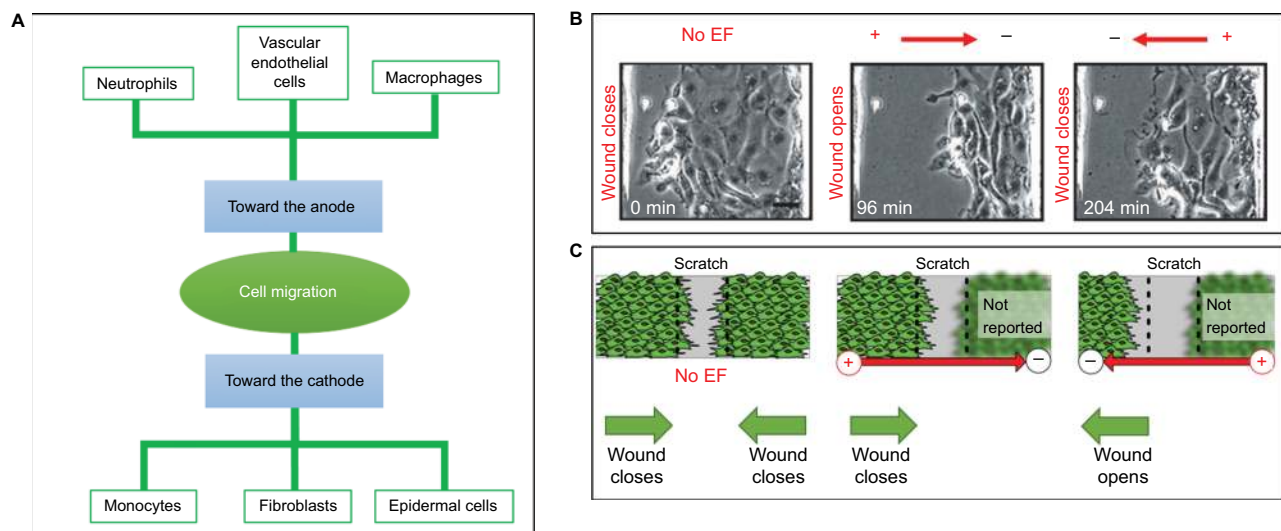 A
Neutrophils
Vascular
endothelial
cells
Macrophages
Toward the anode
Cell migration
Toward the cathode
Monocytes
Fibroblasts
Epidermal cells
B
No EF
+
–
–
+
Wound closes
0 min
Wound opens
96 min
Wound closes
204 min
C
Scratch
Scratch
Scratch
Not
reported
Not
reported
No EF
+
–
–
+
Wound
closes
Wound
closes
Wound
closes
Wound
opens